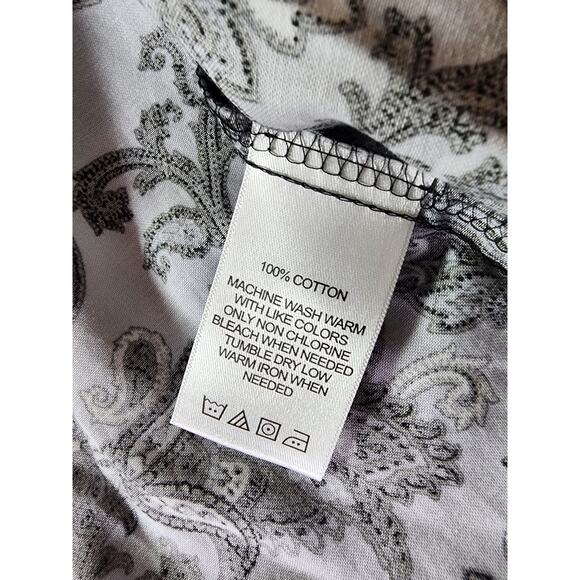 100% COTTON
MACHINE WASH WARM
WITH LIKE COLORS
ONLY NON CHLORINE
BLEACH WHEN NEEDED
TUMBLE DRY LOW
WARM IRON WHEN
NEEDED